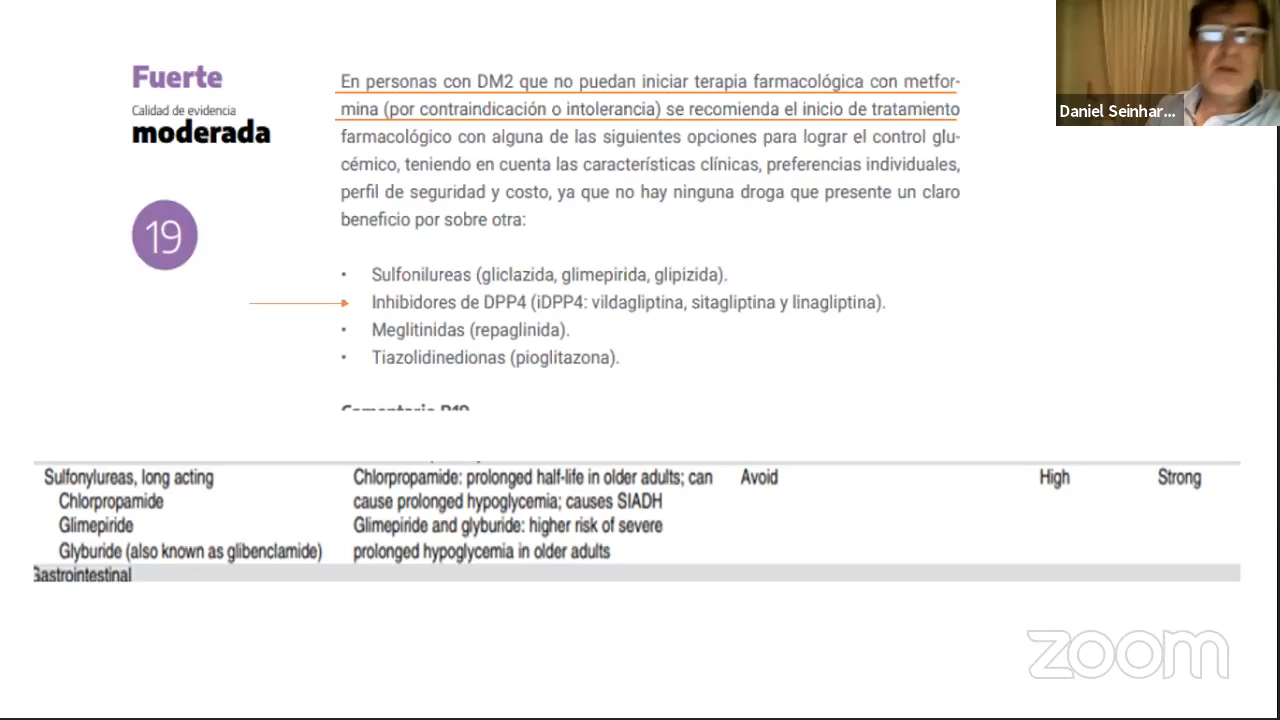 Fuerte
Calidad de evidencia
moderada
19
En personas con DM2 que no puedan iniciar terapia farmacológica con metfor-
mina (por contraindicación o intolerancia) se recomienda el inicio de tratamiento
farmacológico con alguna de las siguientes opciones para lograr el control glu-
cémico, teniendo en cuenta las características clínicas, preferencias individuales,
perfil de seguridad y costo, ya que no hay ninguna droga que presente un claro
beneficio por sobre otra:
• Sulfonilureas (gliclazida, glimepirida, glipizida).
• Inhibidores de DPP4 (iDPP4: vildagliptina, sitagliptina y linagliptina).
• Meglitinidas (repaglinida).
• Tiazolidinedionas (pioglitazona).
Daniel Seinhar...
Sulfonylureas, long acting
Chlorpropamide
Glimepiride
Glyburide (also known as glibenclamide)
Chlorpropamide: prolonged half-life in older adults; can
cause prolonged hypoglycemia; causes SIADH
Glimepiride and glyburide: higher risk of severe
prolonged hypoglycemia in older adults
Avoid
High
Strong
Gastrointestinal
zoom